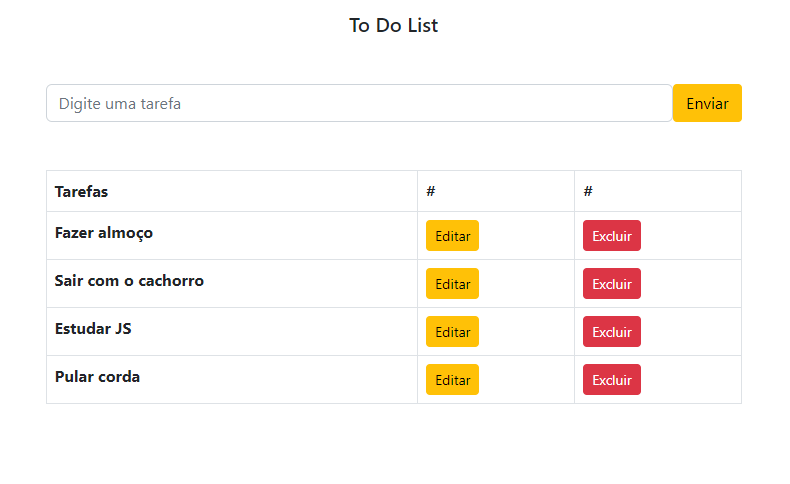 To Do List
Digite uma tarefa Enviar
Tarefas # #
Fazer almoço Editar Excluir
Sair com o cachorro Editar Excluir
Estudar JS Editar Excluir
Pular corda Editar Excluir